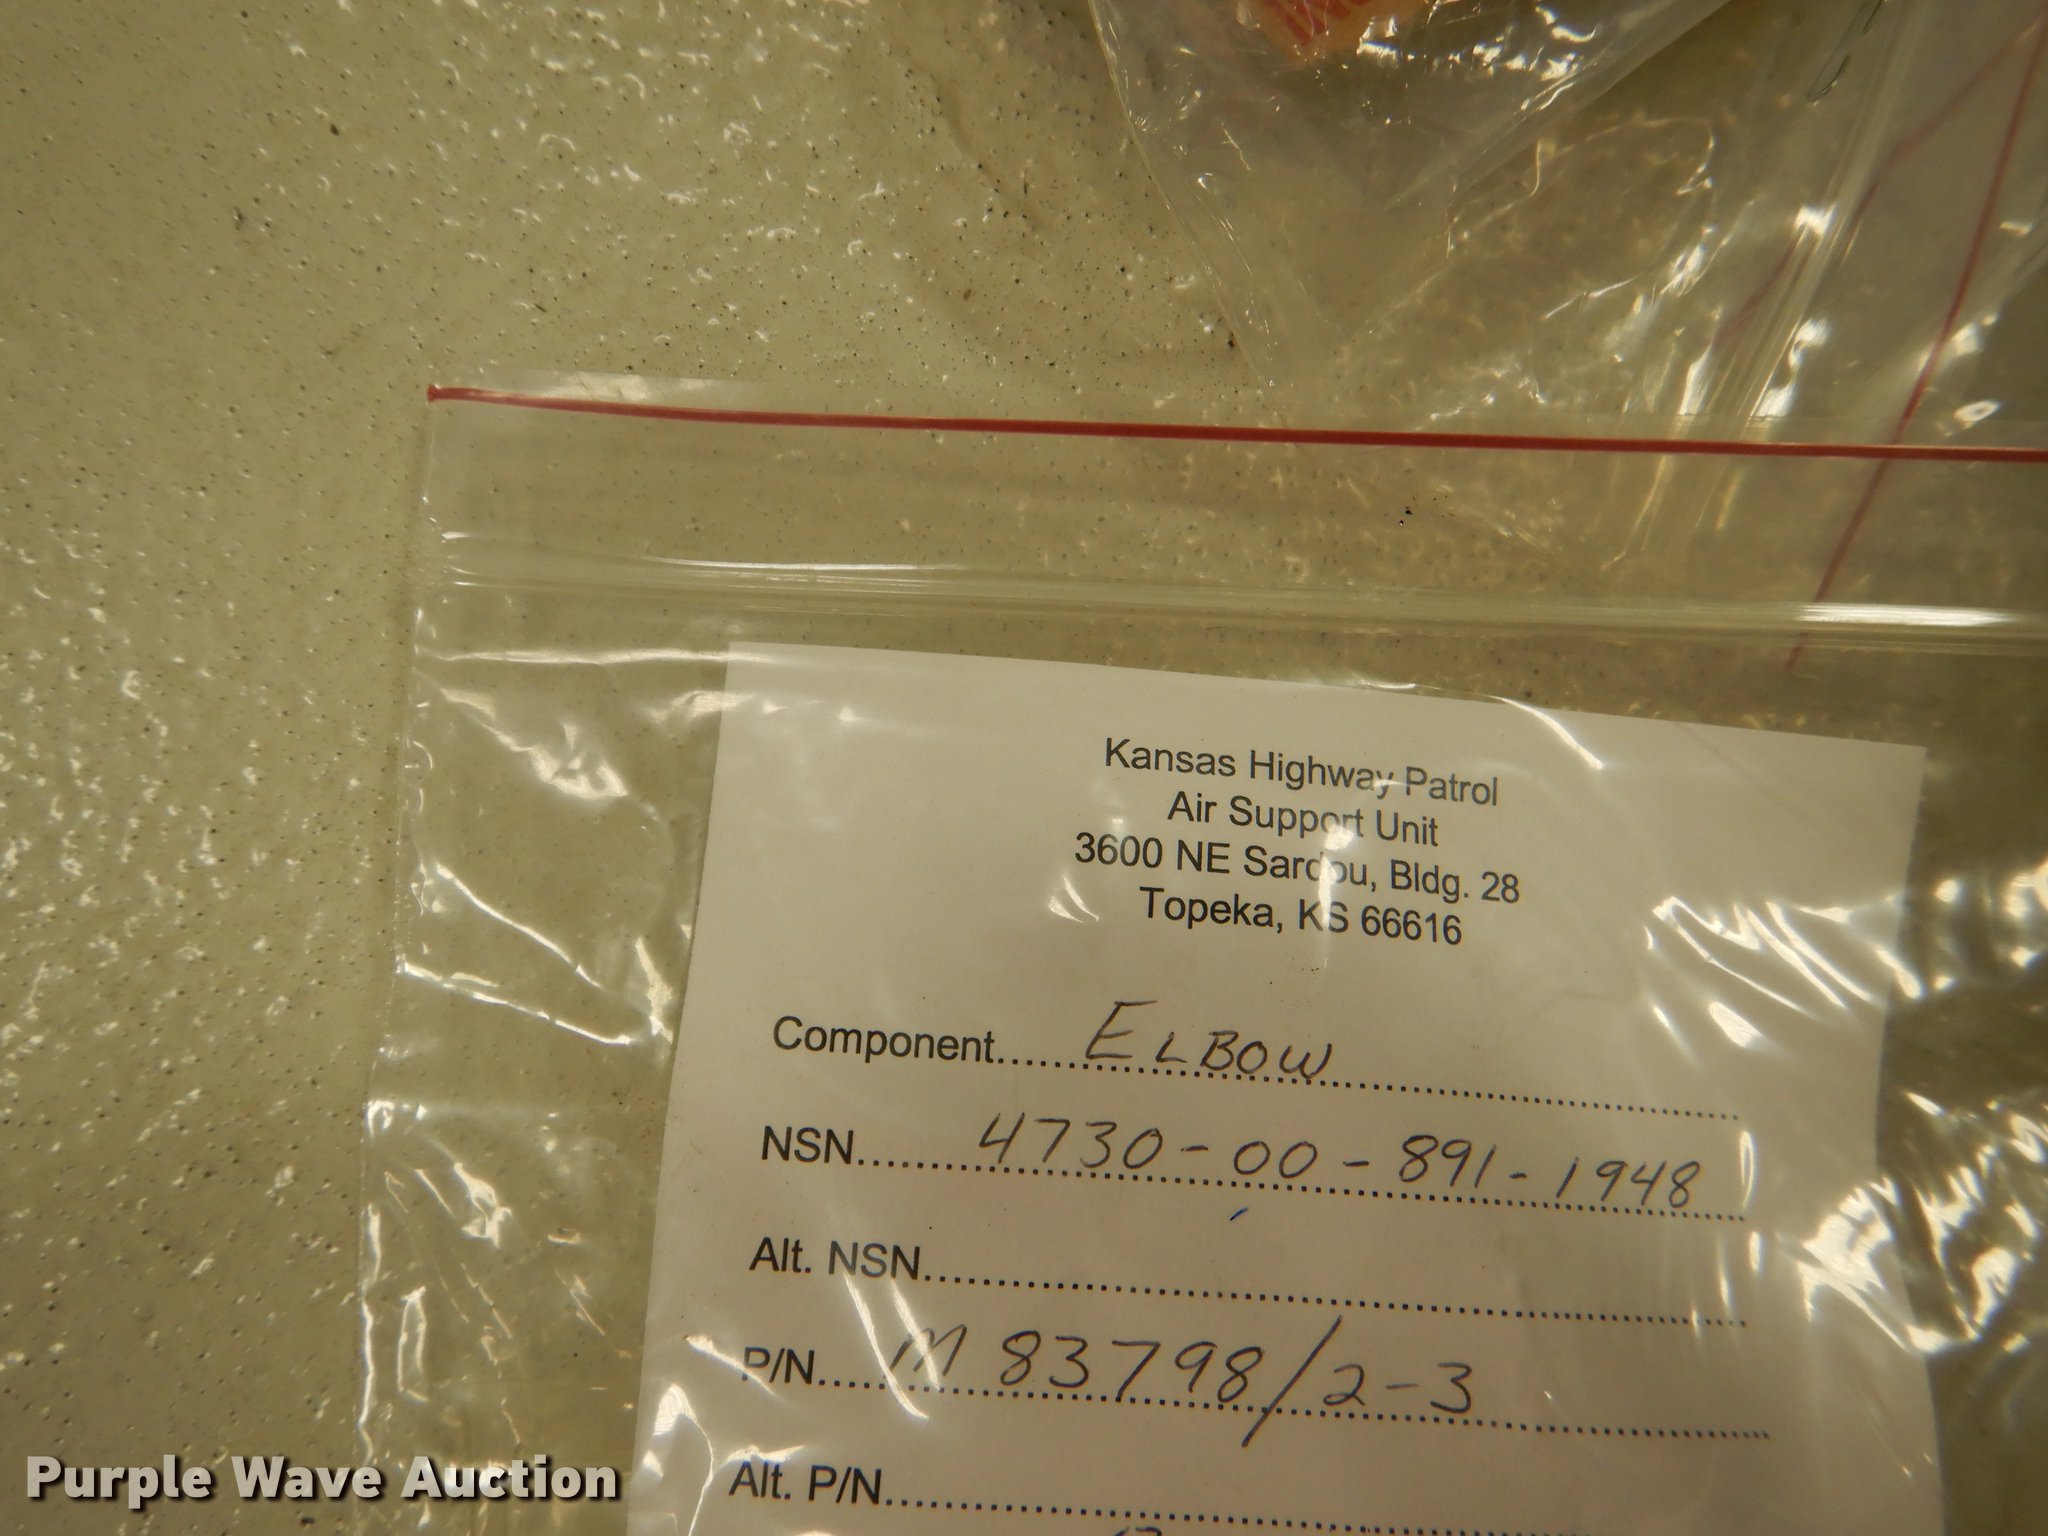 Kansas Highway Patrol
Air Support Unit
3600 NE Sardou, Bldg. 28
Topeka, KS 66616
Component......ELBOW..............................
NSN......4730-00-891-1948
Alt. NSN..............................
P/N......M83798/2-3..............................
Alt. P/N..............................
Purple Wave Auction